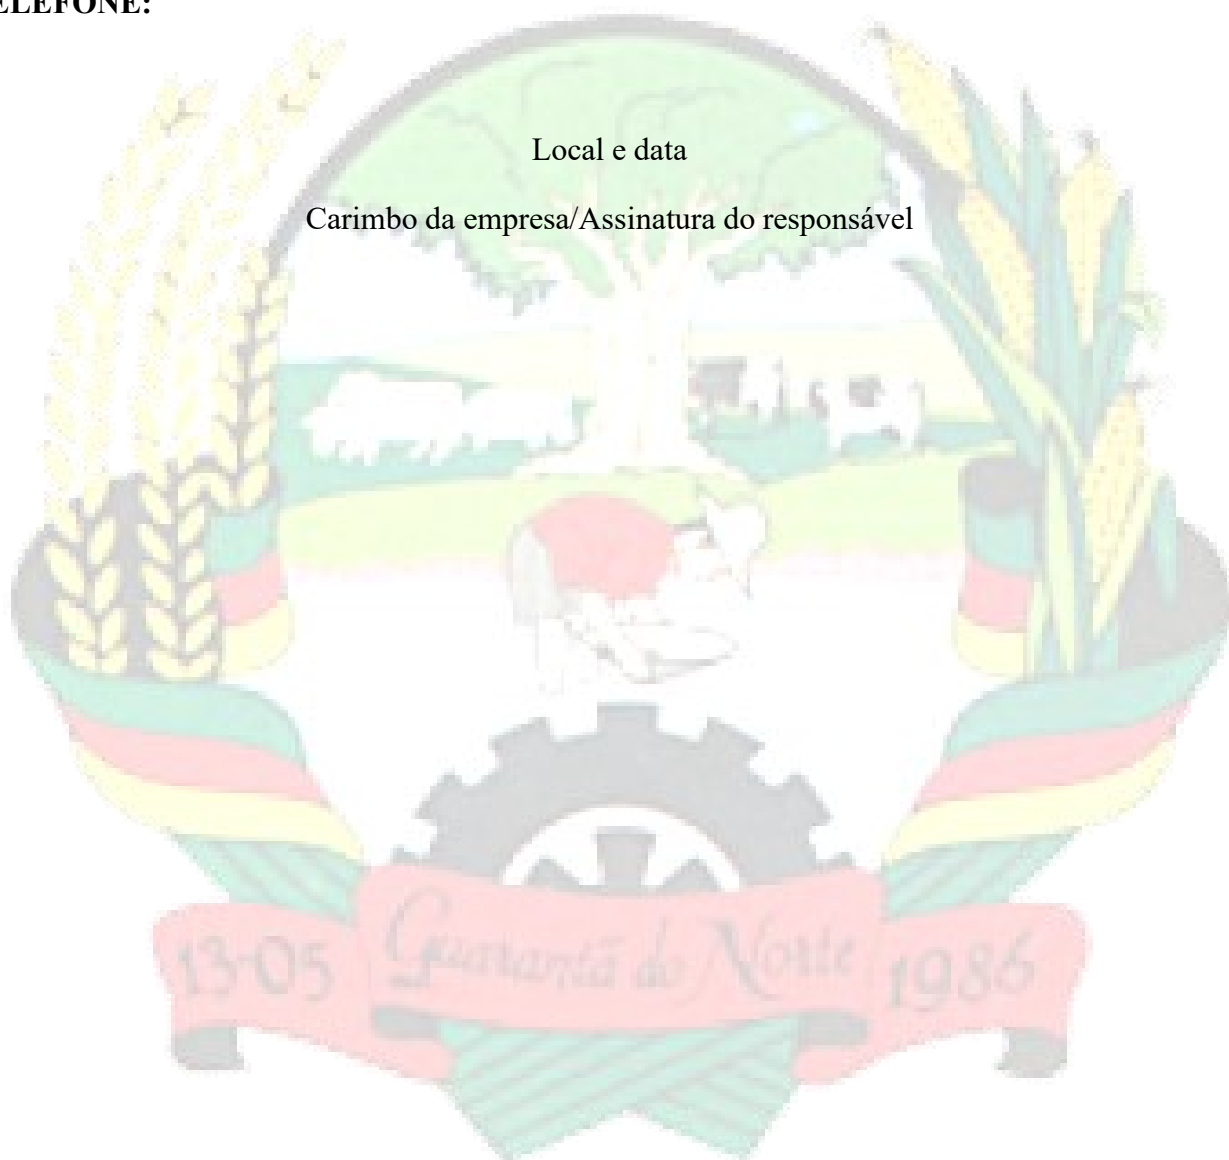 ELEFONE:
Local e data
Carimbo da empresa/Assinatura do responsável
13-05 Guarantã do Norte 1986